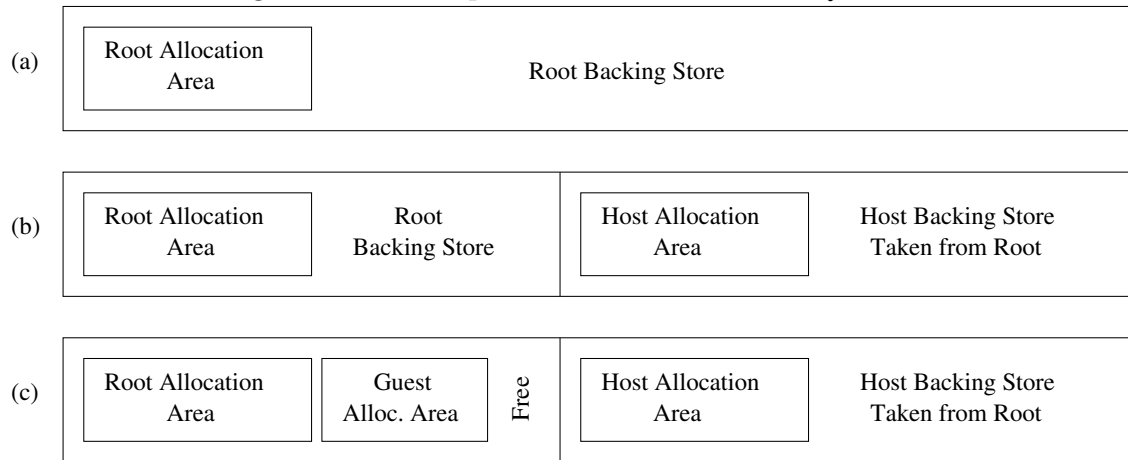 (a)
Root Allocation
Area
Root Backing Store
(b)
Root Allocation
Area
Root
Backing Store
Host Allocation
Area
Host Backing Store
Taken from Root
(c)
Root Allocation
Area
Guest
Alloc. Area
Free
Host Allocation
Area
Host Backing Store
Taken from Root